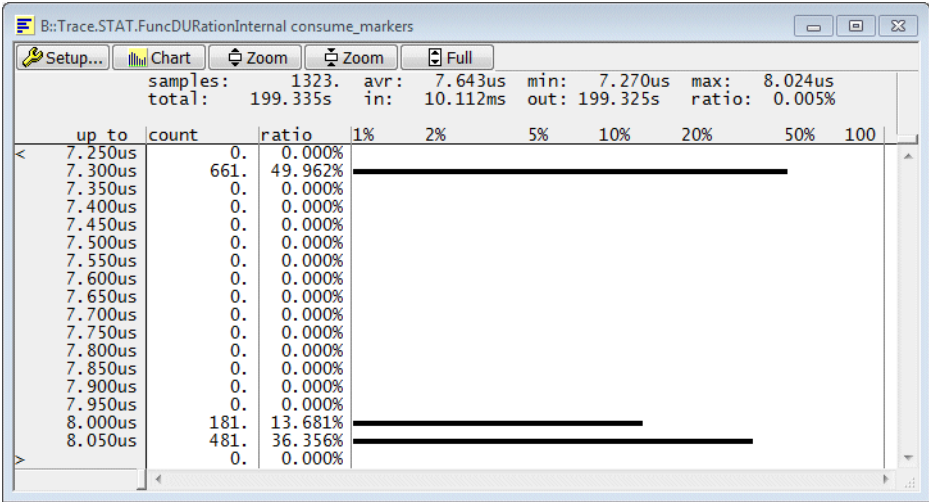 B::Trace.STAT.FuncDURationInternal consume_markers
Setup... Chart Zoom Zoom Full
samples: 1323. avr: 7.643us min: 7.270us max: 8.024us
total: 199.335s in: 10.112ms out: 199.325s ratio: 0.005%
up to count ratio 1% 2% 5% 10% 20% 50% 100
< 7.250us 0. 0.000%
7.300us 661. 49.962%
7.350us 0. 0.000%
7.400us 0. 0.000%
7.450us 0. 0.000%
7.500us 0. 0.000%
7.550us 0. 0.000%
7.600us 0. 0.000%
7.650us 0. 0.000%
7.700us 0. 0.000%
7.750us 0. 0.000%
7.800us 0. 0.000%
7.850us 0. 0.000%
7.900us 0. 0.000%
7.950us 0. 0.000%
8.000us 181. 13.681%
8.050us 481. 36.356%
> 0. 0.000%